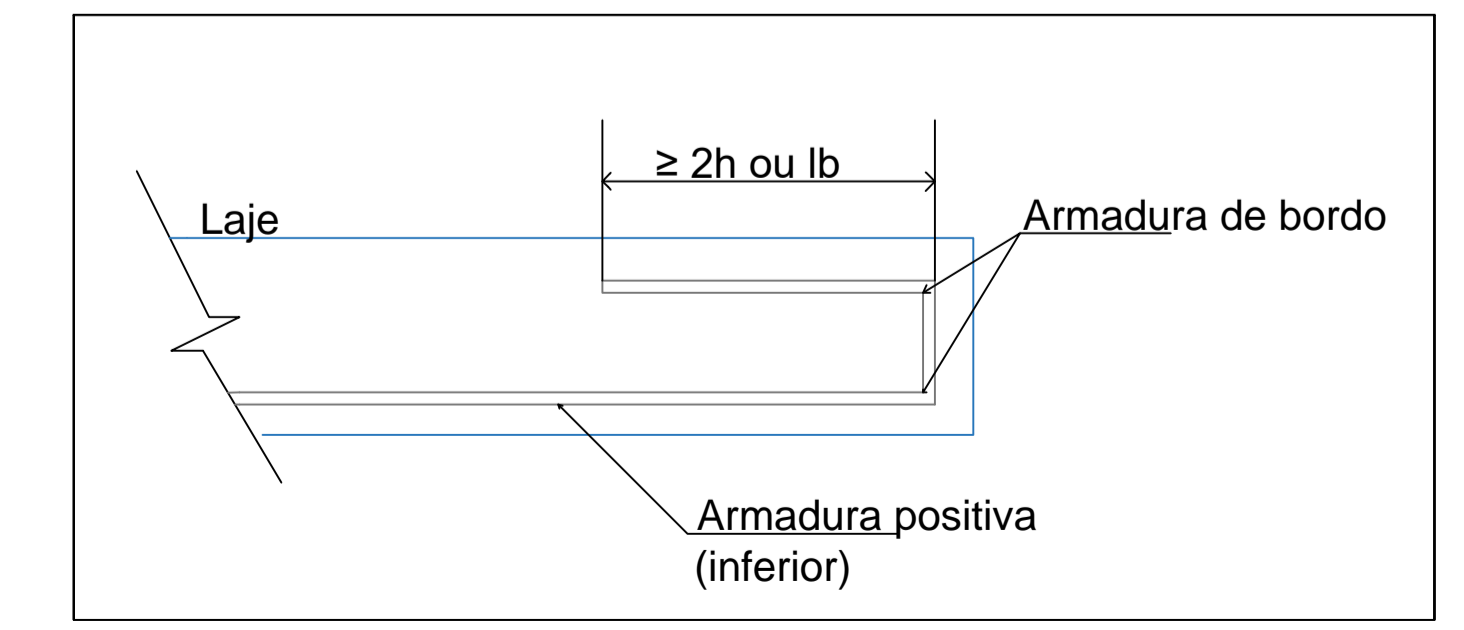 ≥ 2h ou lb
Laje
Armadura de bordo
Armadura positiva
(inferior)